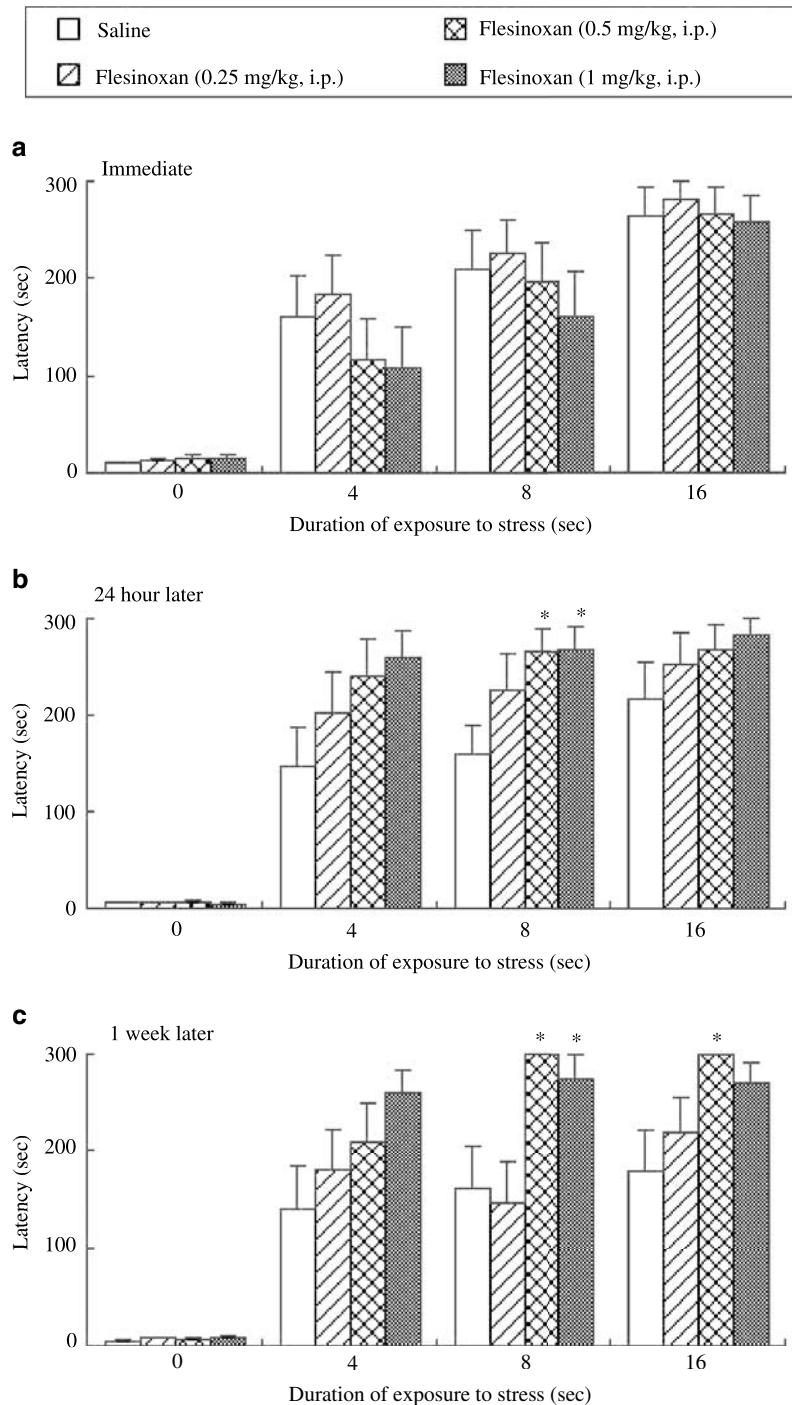 Saline
Flesinoxan (0.5 mg/kg, i.p.)
Flesinoxan (0.25 mg/kg, i.p.)
Flesinoxan (1 mg/kg, i.p.)
a
Immediate
300
200
100
0
Latency (sec)
0 4 8 16
Duration of exposure to stress (sec)
b
24 hour later
* *
300
200
100
0
Latency (sec)
0 4 8 16
Duration of exposure to stress (sec)
c
1 week later
* * *
300
200
100
0
Latency (sec)
0 4 8 16
Duration of exposure to stress (sec)